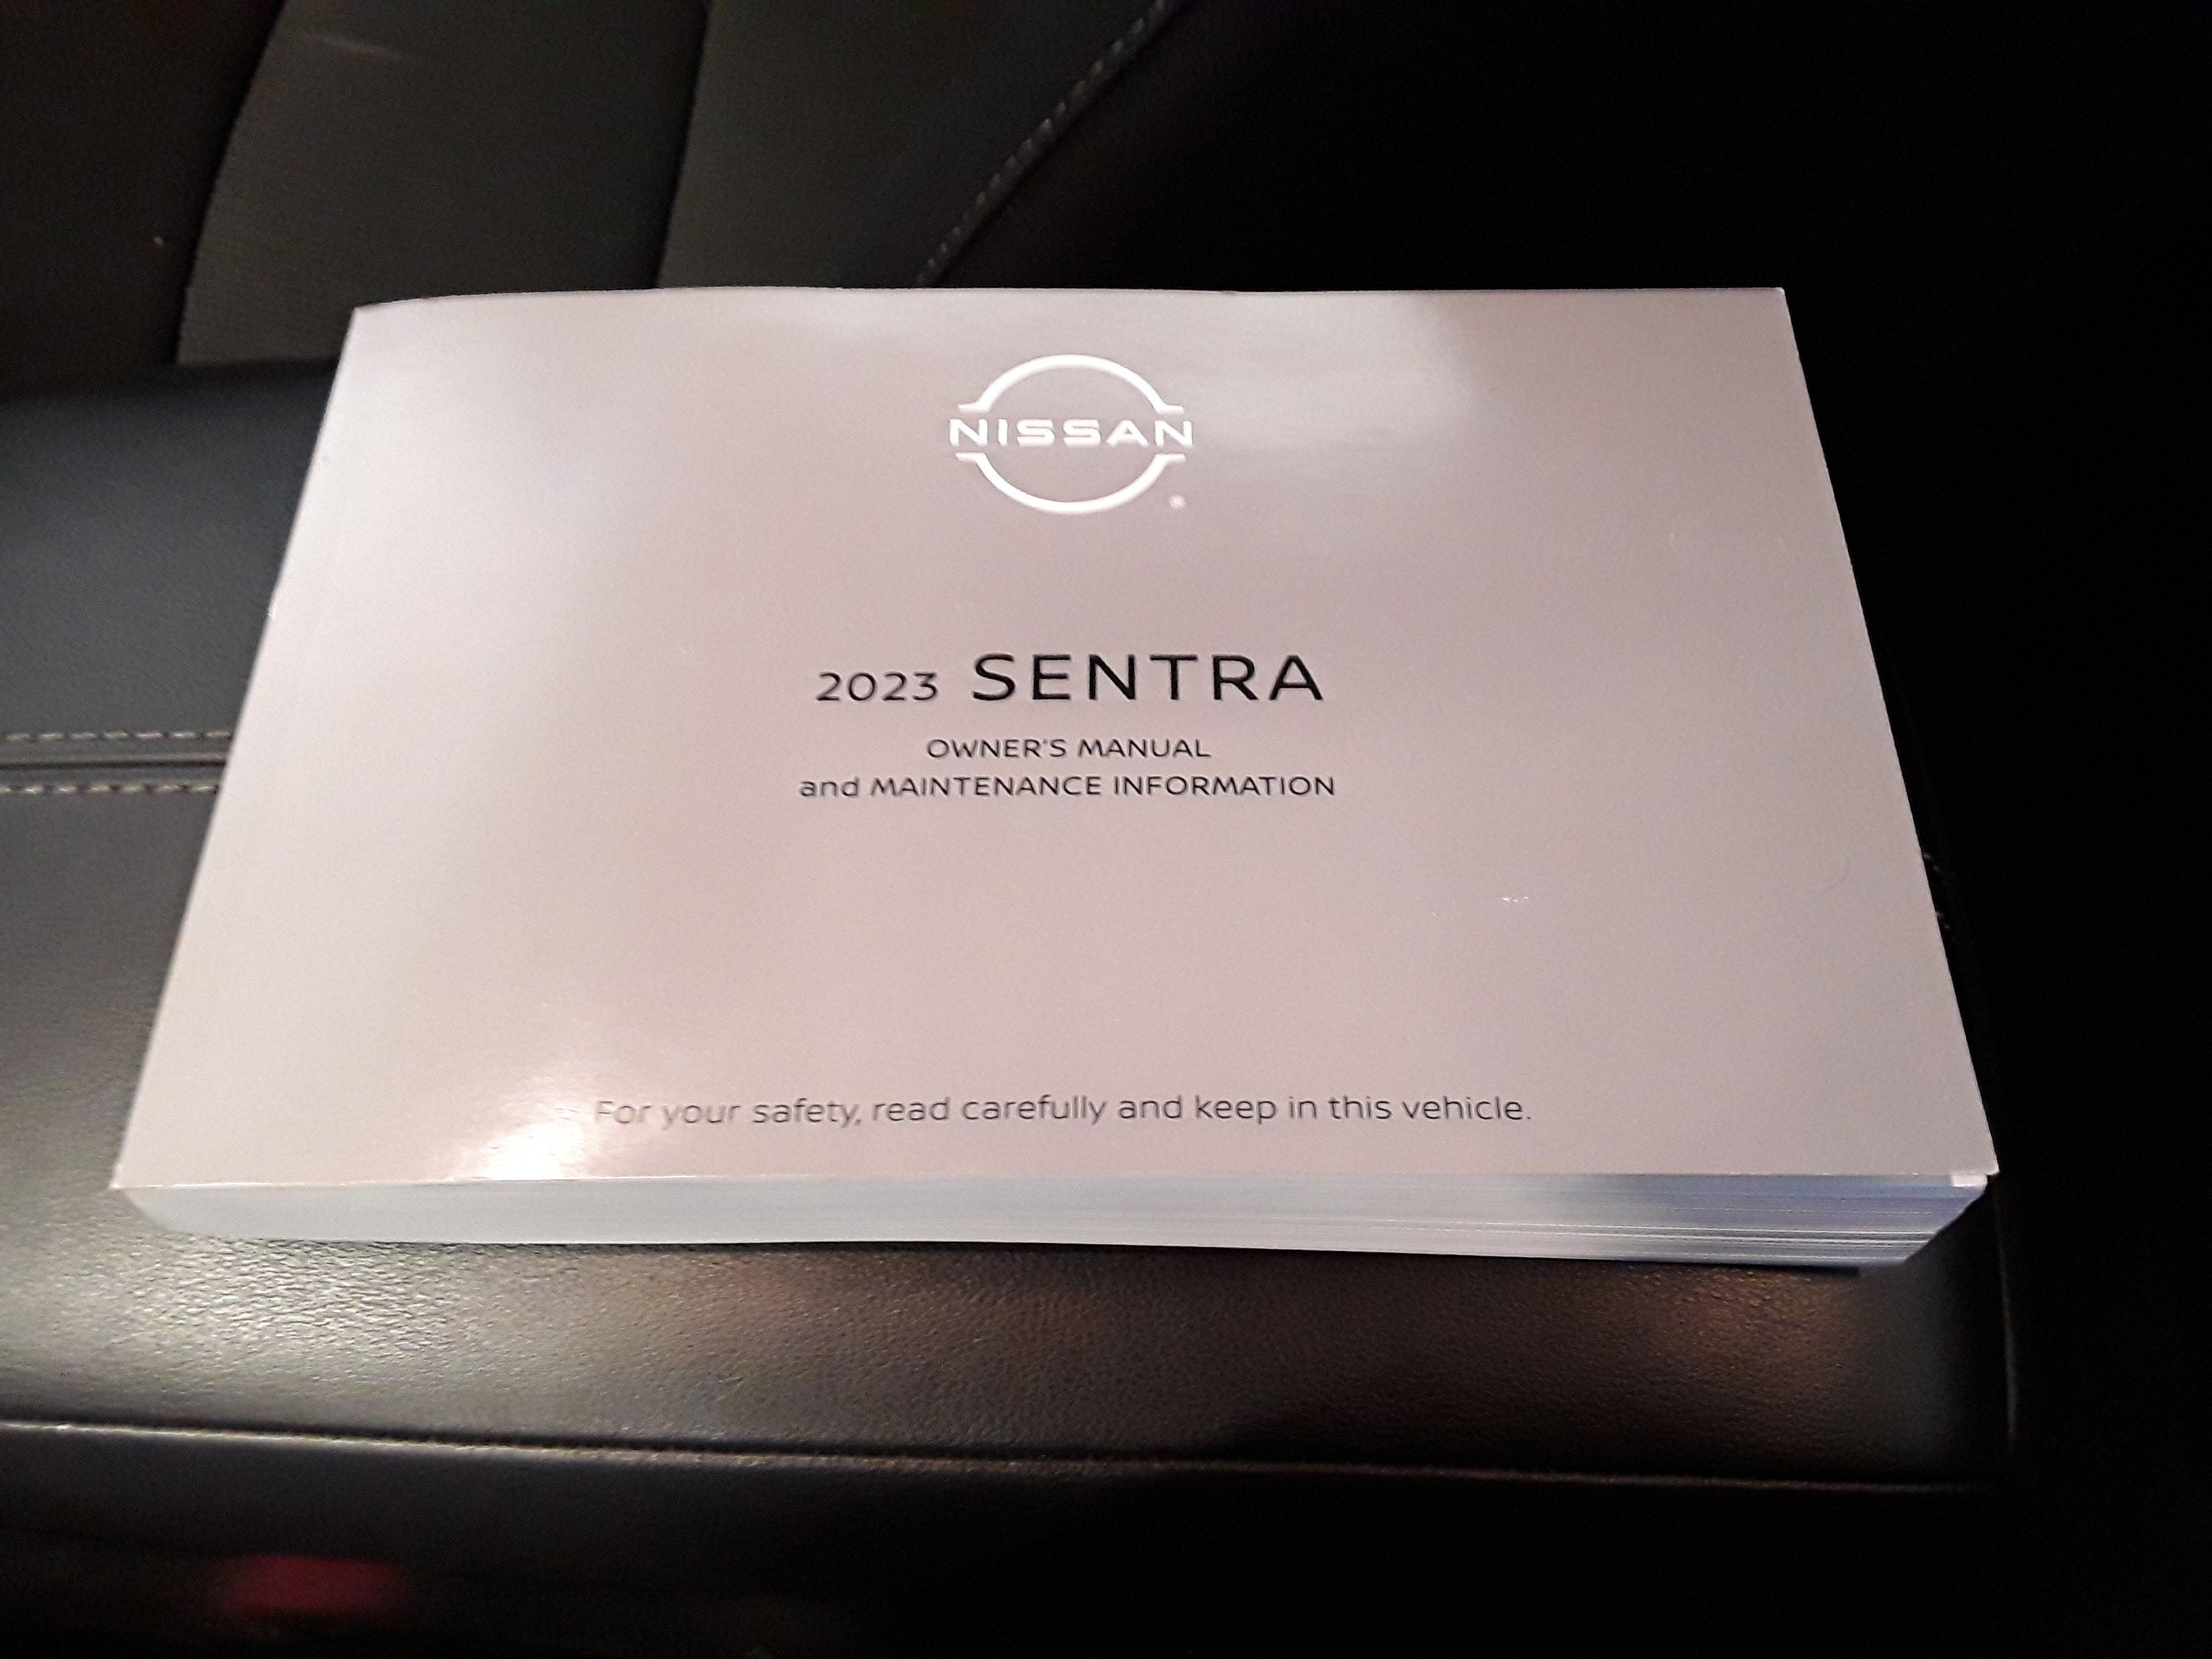 NISSAN
®
2023 SENTRA
OWNER'S MANUAL
and MAINTENANCE INFORMATION
For your safety, read carefully and keep in this vehicle.